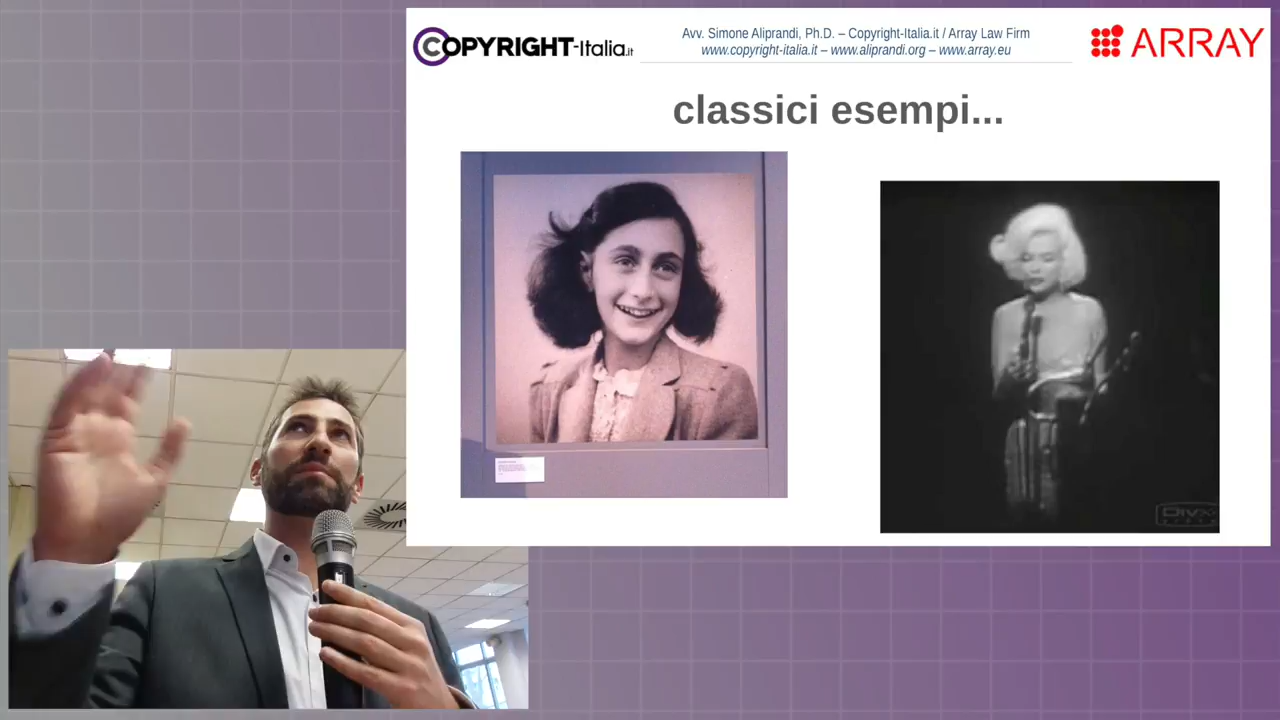 COPYRIGHT-Italia.it
Avv. Simone Aliprandi, Ph.D. – Copyright-Italia.it / Array Law Firm
www.copyright-italia.it – www.aliprandi.org – www.array.eu
ARRAY
classici esempi...
DivX